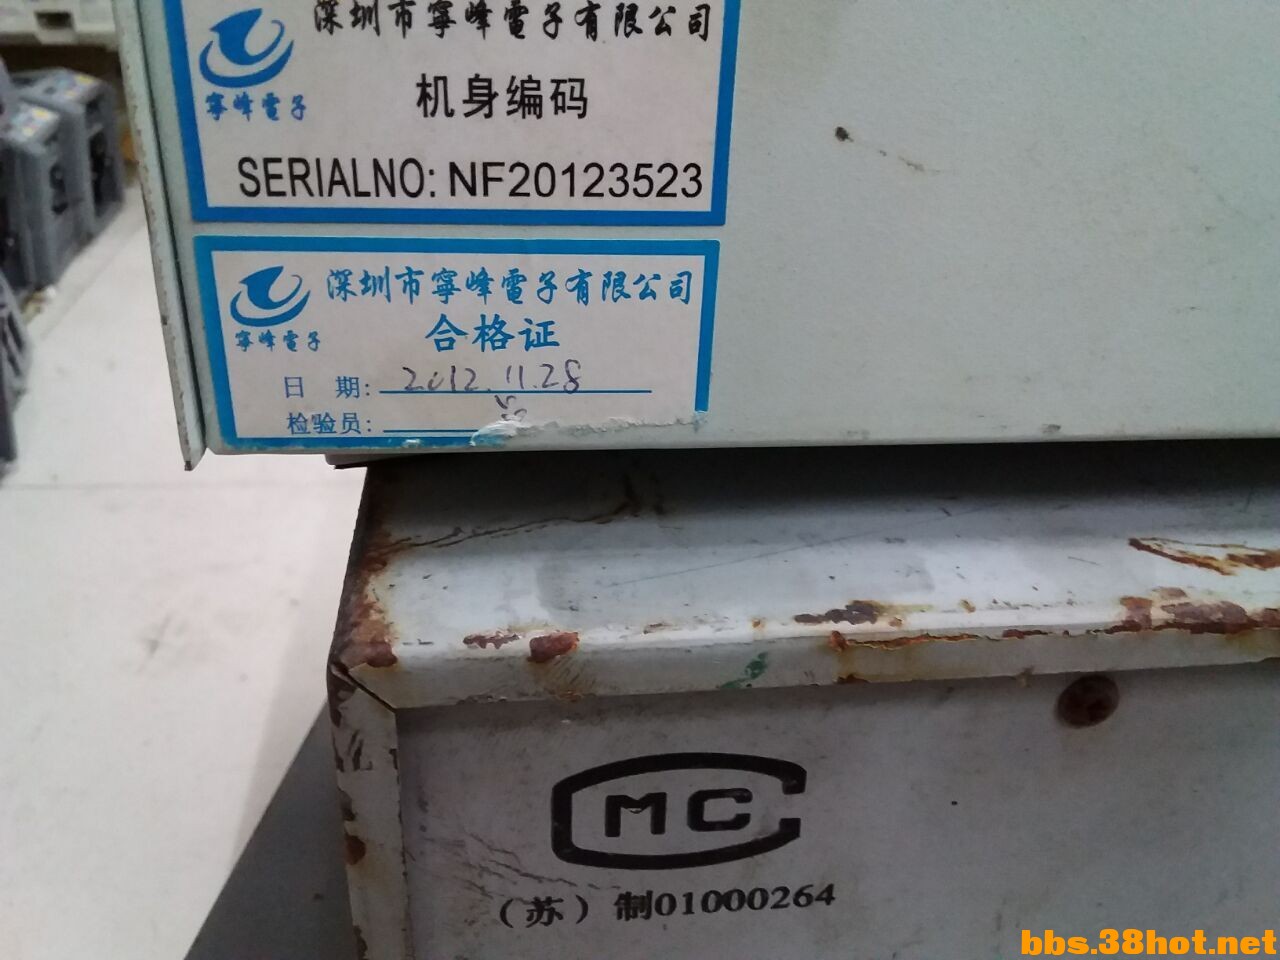 深圳市寧峰電子有限公司
寧峰電子
机身编码
SERIALNO: NF20123523
深圳市寧峰電子有限公司
寧峰電子
合格证
日 期: 2012.11.28
检验员:
MC
（苏）制01000264
bbs.38hot.net